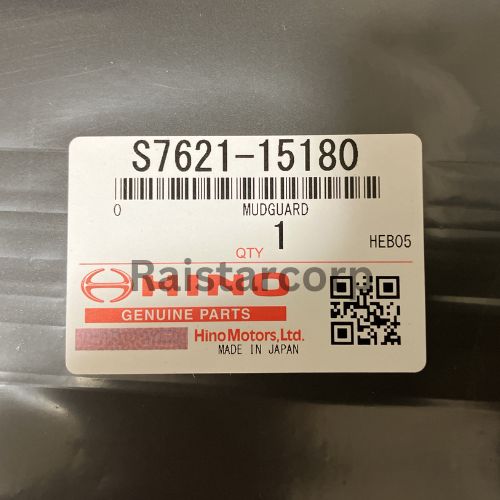 S7621-15180
0 MUDGUARD
1 HEB05
QTY
Raistarcorp
HINO
GENUINE PARTS
Hino Motors, Ltd.
MADE IN JAPAN